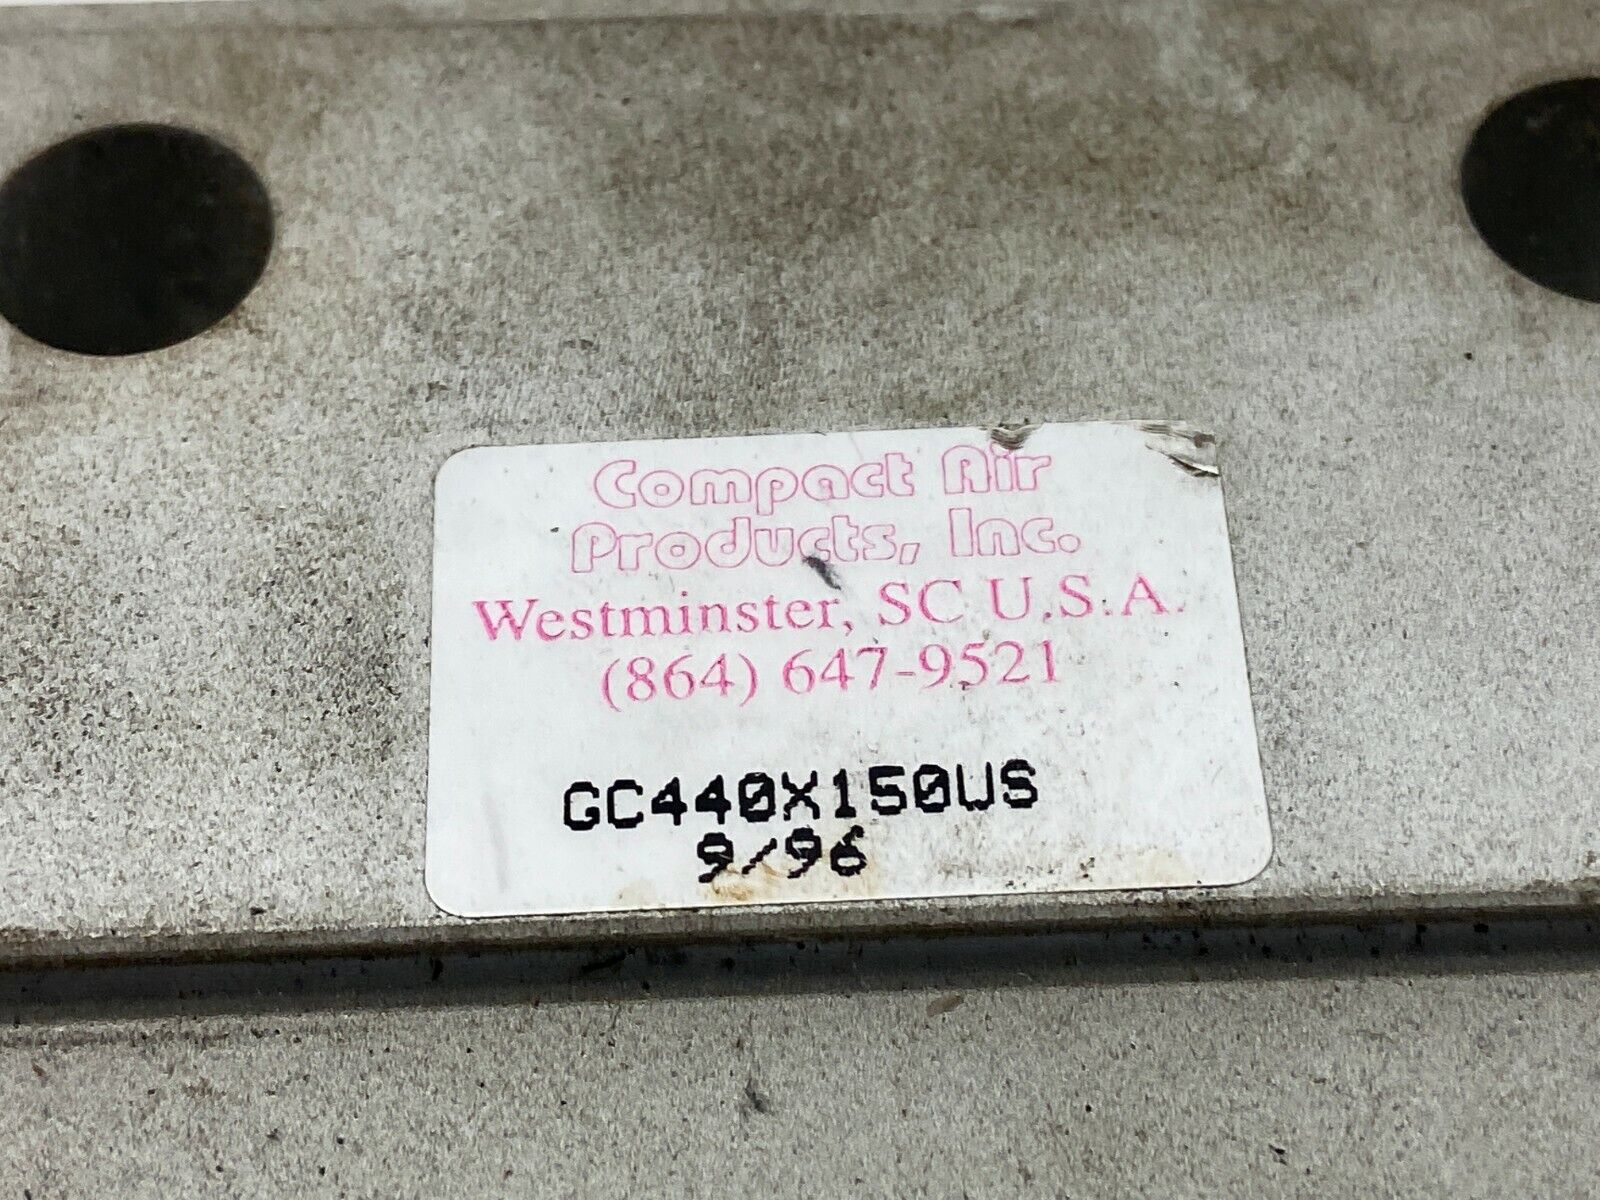 Compact Air
Products, Inc.
Westminster, SC U.S.A.
(864) 647-9521
GC440X150US
9/96